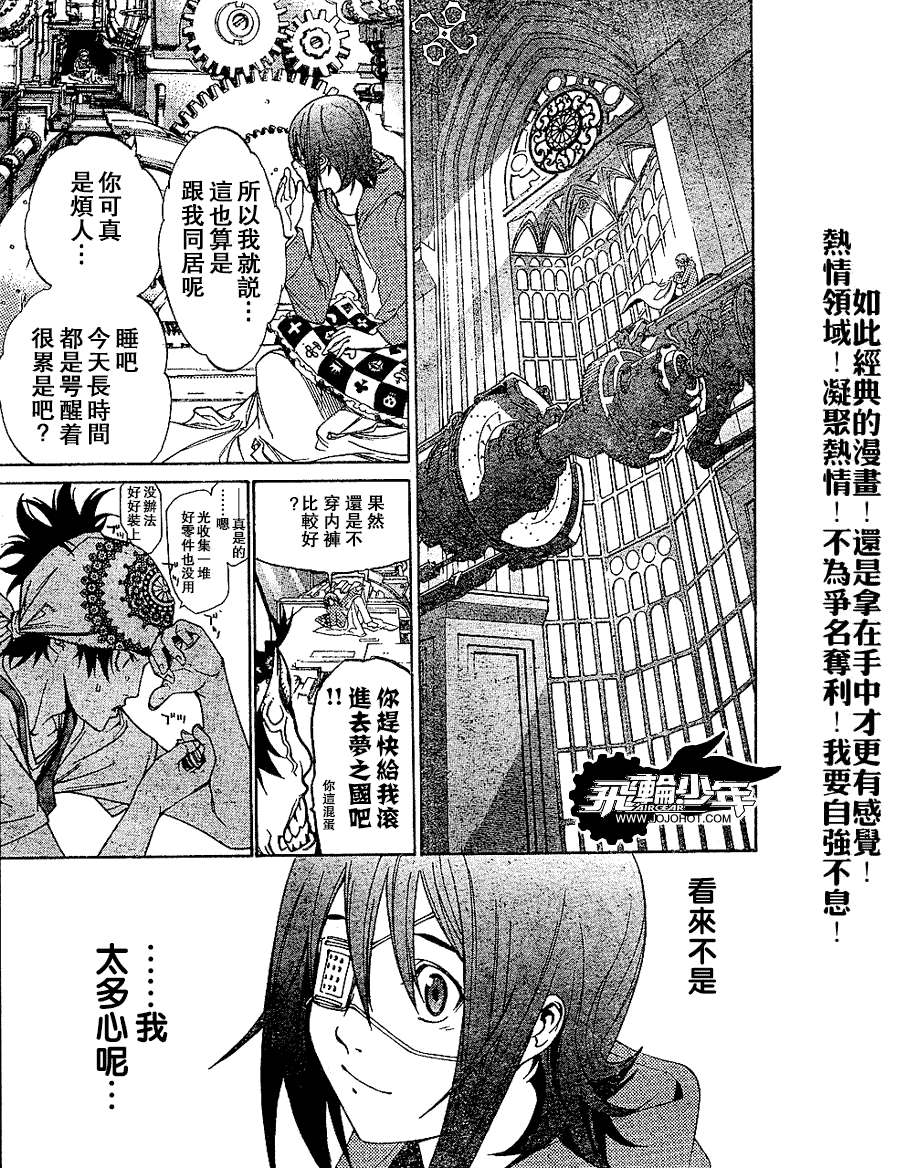 如此經典的漫畫！還是拿在手中才更有感覺！
熱情領域！凝聚熱情！不為爭名奪利！我要自強不息！
飛輪少年
AIRGEAR
WWW.JOJOHOT.COM
所以我就説…
這也算是
跟我同居呢
你可真
是煩人…
睡吧
今天長時間
都是咢醒着
很累是吧？
果然
還是不
穿內褲
比較好
？
你趕快給我滚
進去夢之國吧
!!
你這混蛋
真是的
……嗯
光收集一堆
好零件也没用
没辦法
好好裝上
看來不是
……我
太多心呢…